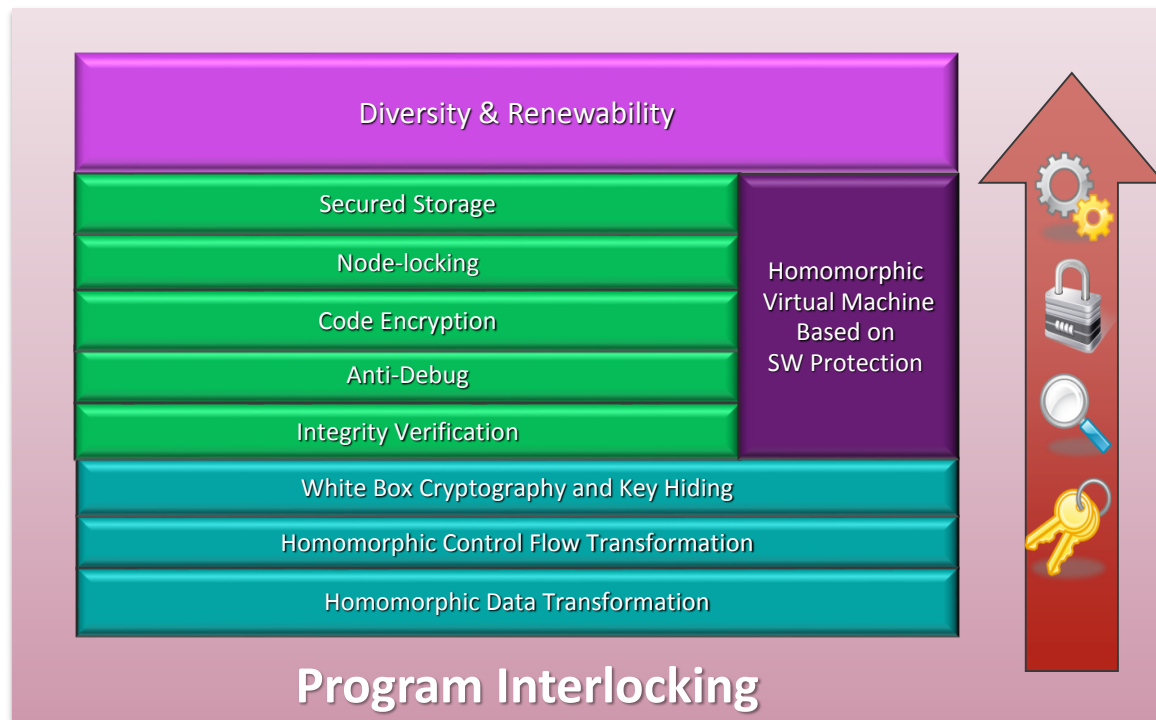 Diversity & Renewability
Secured Storage
Node-locking
Code Encryption
Anti-Debug
Integrity Verification
Homomorphic
Virtual Machine
Based on
SW Protection
White Box Cryptography and Key Hiding
Homomorphic Control Flow Transformation
Homomorphic Data Transformation
Program Interlocking